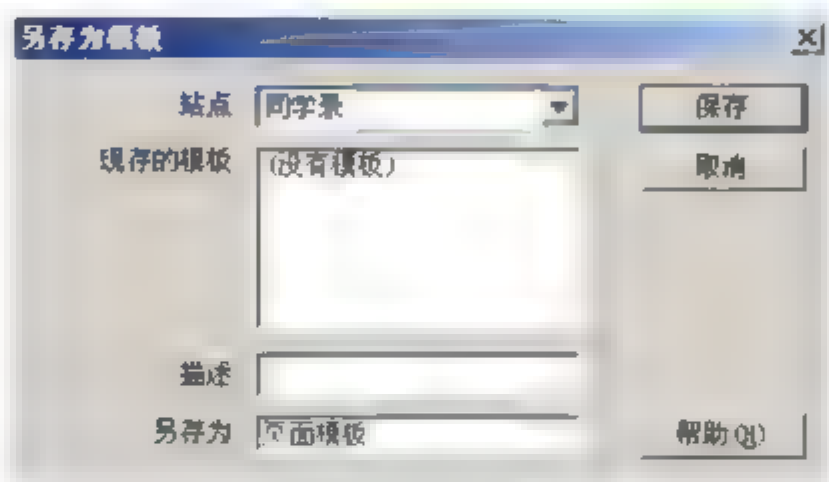 另存为模板
站点 同学录 保存
现存的模板 (没有模板) 取消
描述
另存为 页面模板
帮助(H)